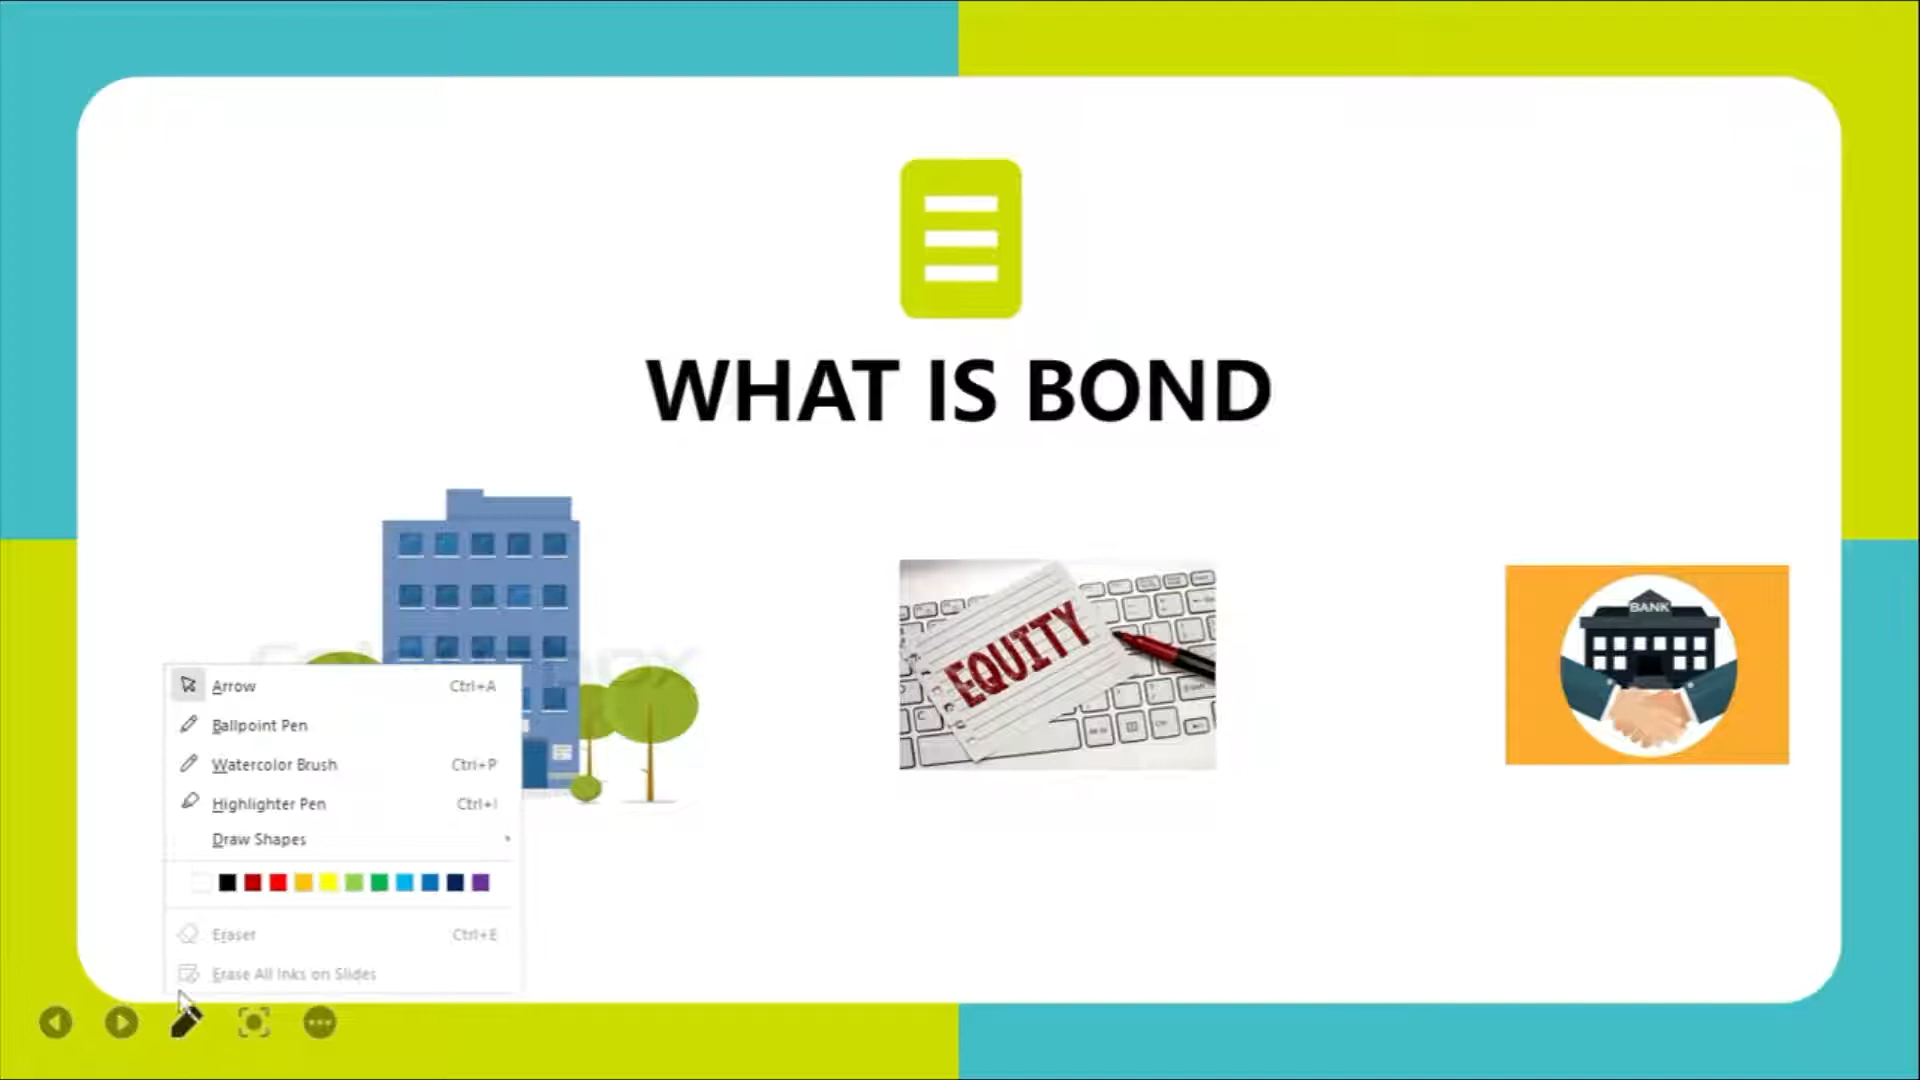 WHAT IS BOND
EQUITY
BANK
Arrow Ctrl+A
Ballpoint Pen
Watercolor Brush Ctrl+P
Highlighter Pen Ctrl+I
Draw Shapes
Eraser Ctrl+E
Erase All Inks on Slides